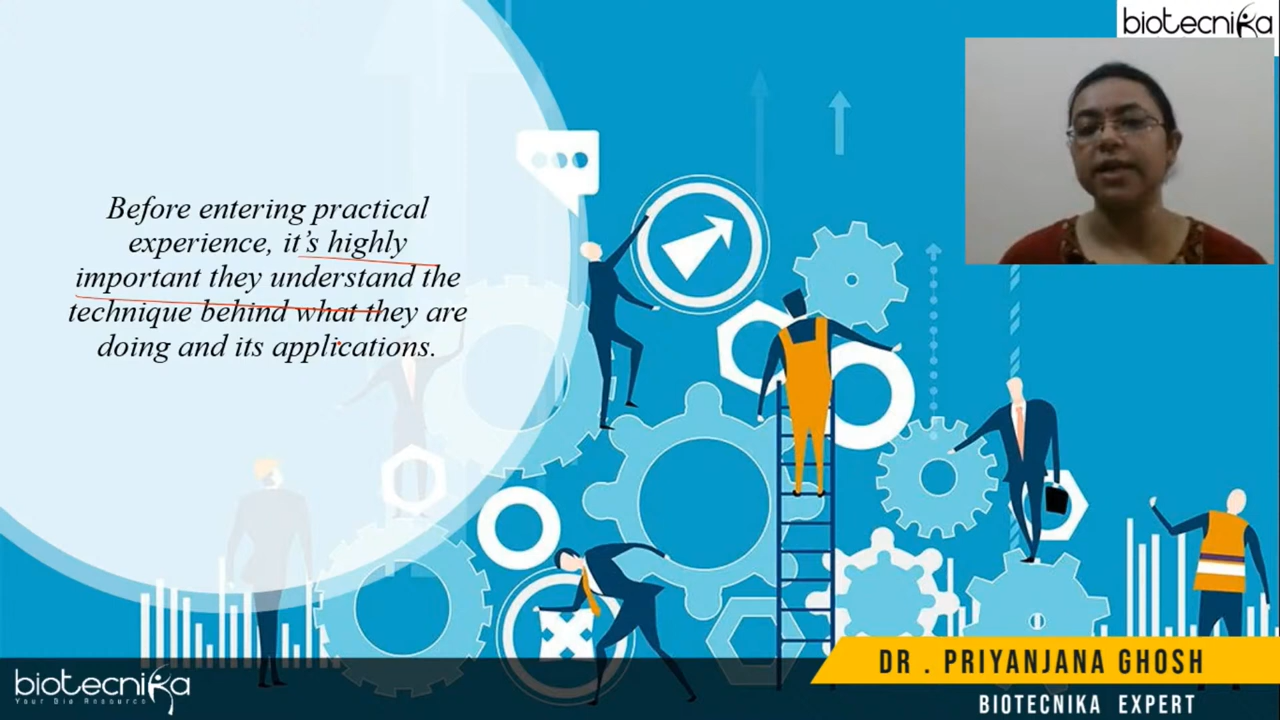 biotecnika
Before entering practical
experience, it's highly
important they understand the
technique behind what they are
doing and its applications.
DR . PRIYANJANA GHOSH
BIOTECNIKA EXPERT
biotecnika
Your Bio Resource